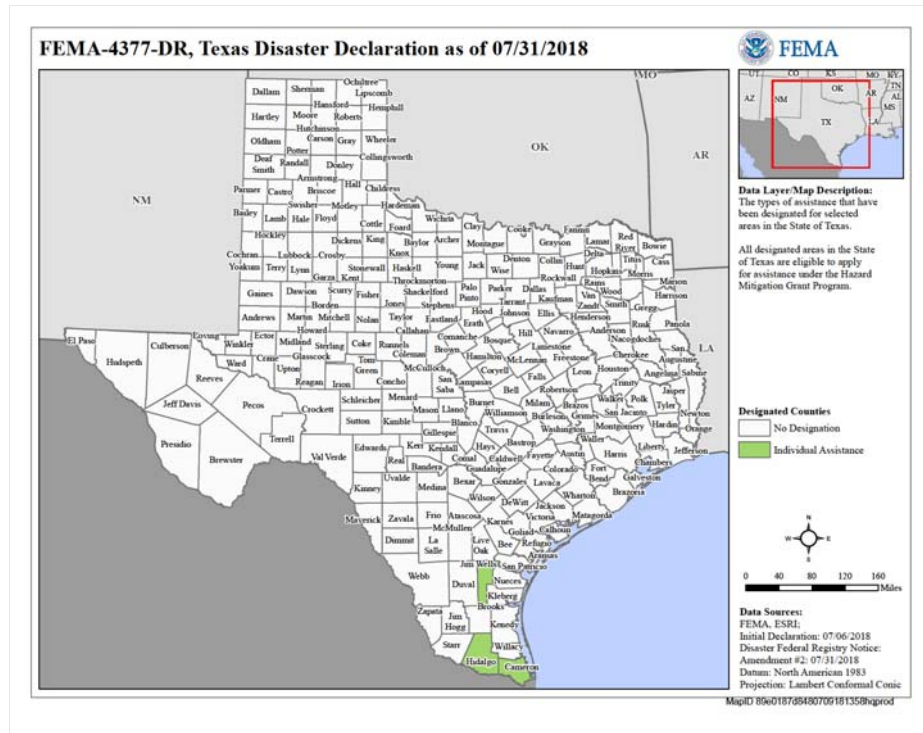 FEMA-4377-DR, Texas Disaster Declaration as of 07/31/2018
FEMA
MO
UT CO KS MO KY
OK TN
AZ NM AR AL
MS
TX LA
Data Layer/Map Description:
The types of assistance that have
been designated for selected
areas in the State of Texas.
All designated areas in the State
of Texas are eligible to apply
for assistance under the Hazard
Mitigation Grant Program.
Designated Counties
No Designation
Individual Assistance
N
W E
S
0 40 80 120 160
Miles
Data Sources:
FEMA, ESRI;
Initial Declaration: 07/06/2018
Disaster Federal Registry Notice:
Amendment #2: 07/31/2018
Datum: North American 1983
Projection: Lambert Conformal Conic
MapID 89e0187d8480709181358hqprod
NM
OK
AR
LA
Dallam Sherman Ochiltree
Lipscomb
Hansford Hemphill
Hartley Moore Roberts
Hutchinson
Oldham Carson Gray Wheeler
Potter
Deaf
Smith Randall Donley Collingsworth
Armstrong
Parmer Castro Briscoe Hall Childress
Swisher Motley Hardeman
Bailey Lamb Hale Floyd Cottle Foard Wichita Clay Cooke Fannin Red
River Bowie
Hockley Dickens King Baylor Archer Montague Grayson Lamar
Delta
Cochran Lubbock Crosby Knox Denton Collin Hunt Hopkins Titus Cass
Yoakum Terry Lynn Stonewall Haskell Young Jack Wise Rockwall Rains Morris
Garza Kent Throckmorton Marion
Gaines Dawson Scurry Fisher Shackelford Palo
Pinto Parker Dallas Kaufman Van
Zandt Wood Smith Harrison
Borden Jones Stephens Tarrant Gregg
Andrews Martin Mitchell Nolan Taylor Eastland Hood Johnson Ellis Henderson Rusk Panola
Howard Callahan Erath Navarro Anderson
El Paso Loving Ector Midland Coke Runnels Comanche Bosque Hill Nacogdoches San
Augustine
Hudspeth Culberson Winkler Sterling Coleman Brown Hamilton Limestone Cherokee
Ward Crane Glasscock Tom
Green McCulloch McLennan Freestone Houston Angelina Sabine
Reeves Upton Coryell Leon
Reagan Irion Concho San
Saba Lampasas Falls Trinity Jasper
Jeff Davis Pecos Crockett Schleicher Menard Burnet Bell Robertson Walker Polk Tyler Newton
Mason Llano Williamson Milam Brazos
Burleson Grimes San Jacinto
Presidio Terrell Sutton Kimble Blanco Travis Washington Montgomery Hardin Orange
Brewster Gillespie
Val Verde Edwards Kerr Kendall Hays Bastrop Waller Liberty Jefferson
Real Bandera Comal Caldwell Fayette Austin Harris Chambers
Uvalde Guadalupe Colorado Fort
Bend Galveston
Kinney Medina Bexar Gonzales Lavaca Brazoria
Wilson DeWitt Wharton
Maverick Zavala Frio Atascosa Karnes Jackson Matagorda
McMullen Victoria
Dimmit La
Salle Live
Oak Goliad Calhoun
Bee Refugio
Aransas
Webb Duval Jim Wells San Patricio
Nueces
Kleberg
Zapata Jim
Hogg Brooks
Kenedy
Starr Willacy
Hidalgo
Cameron